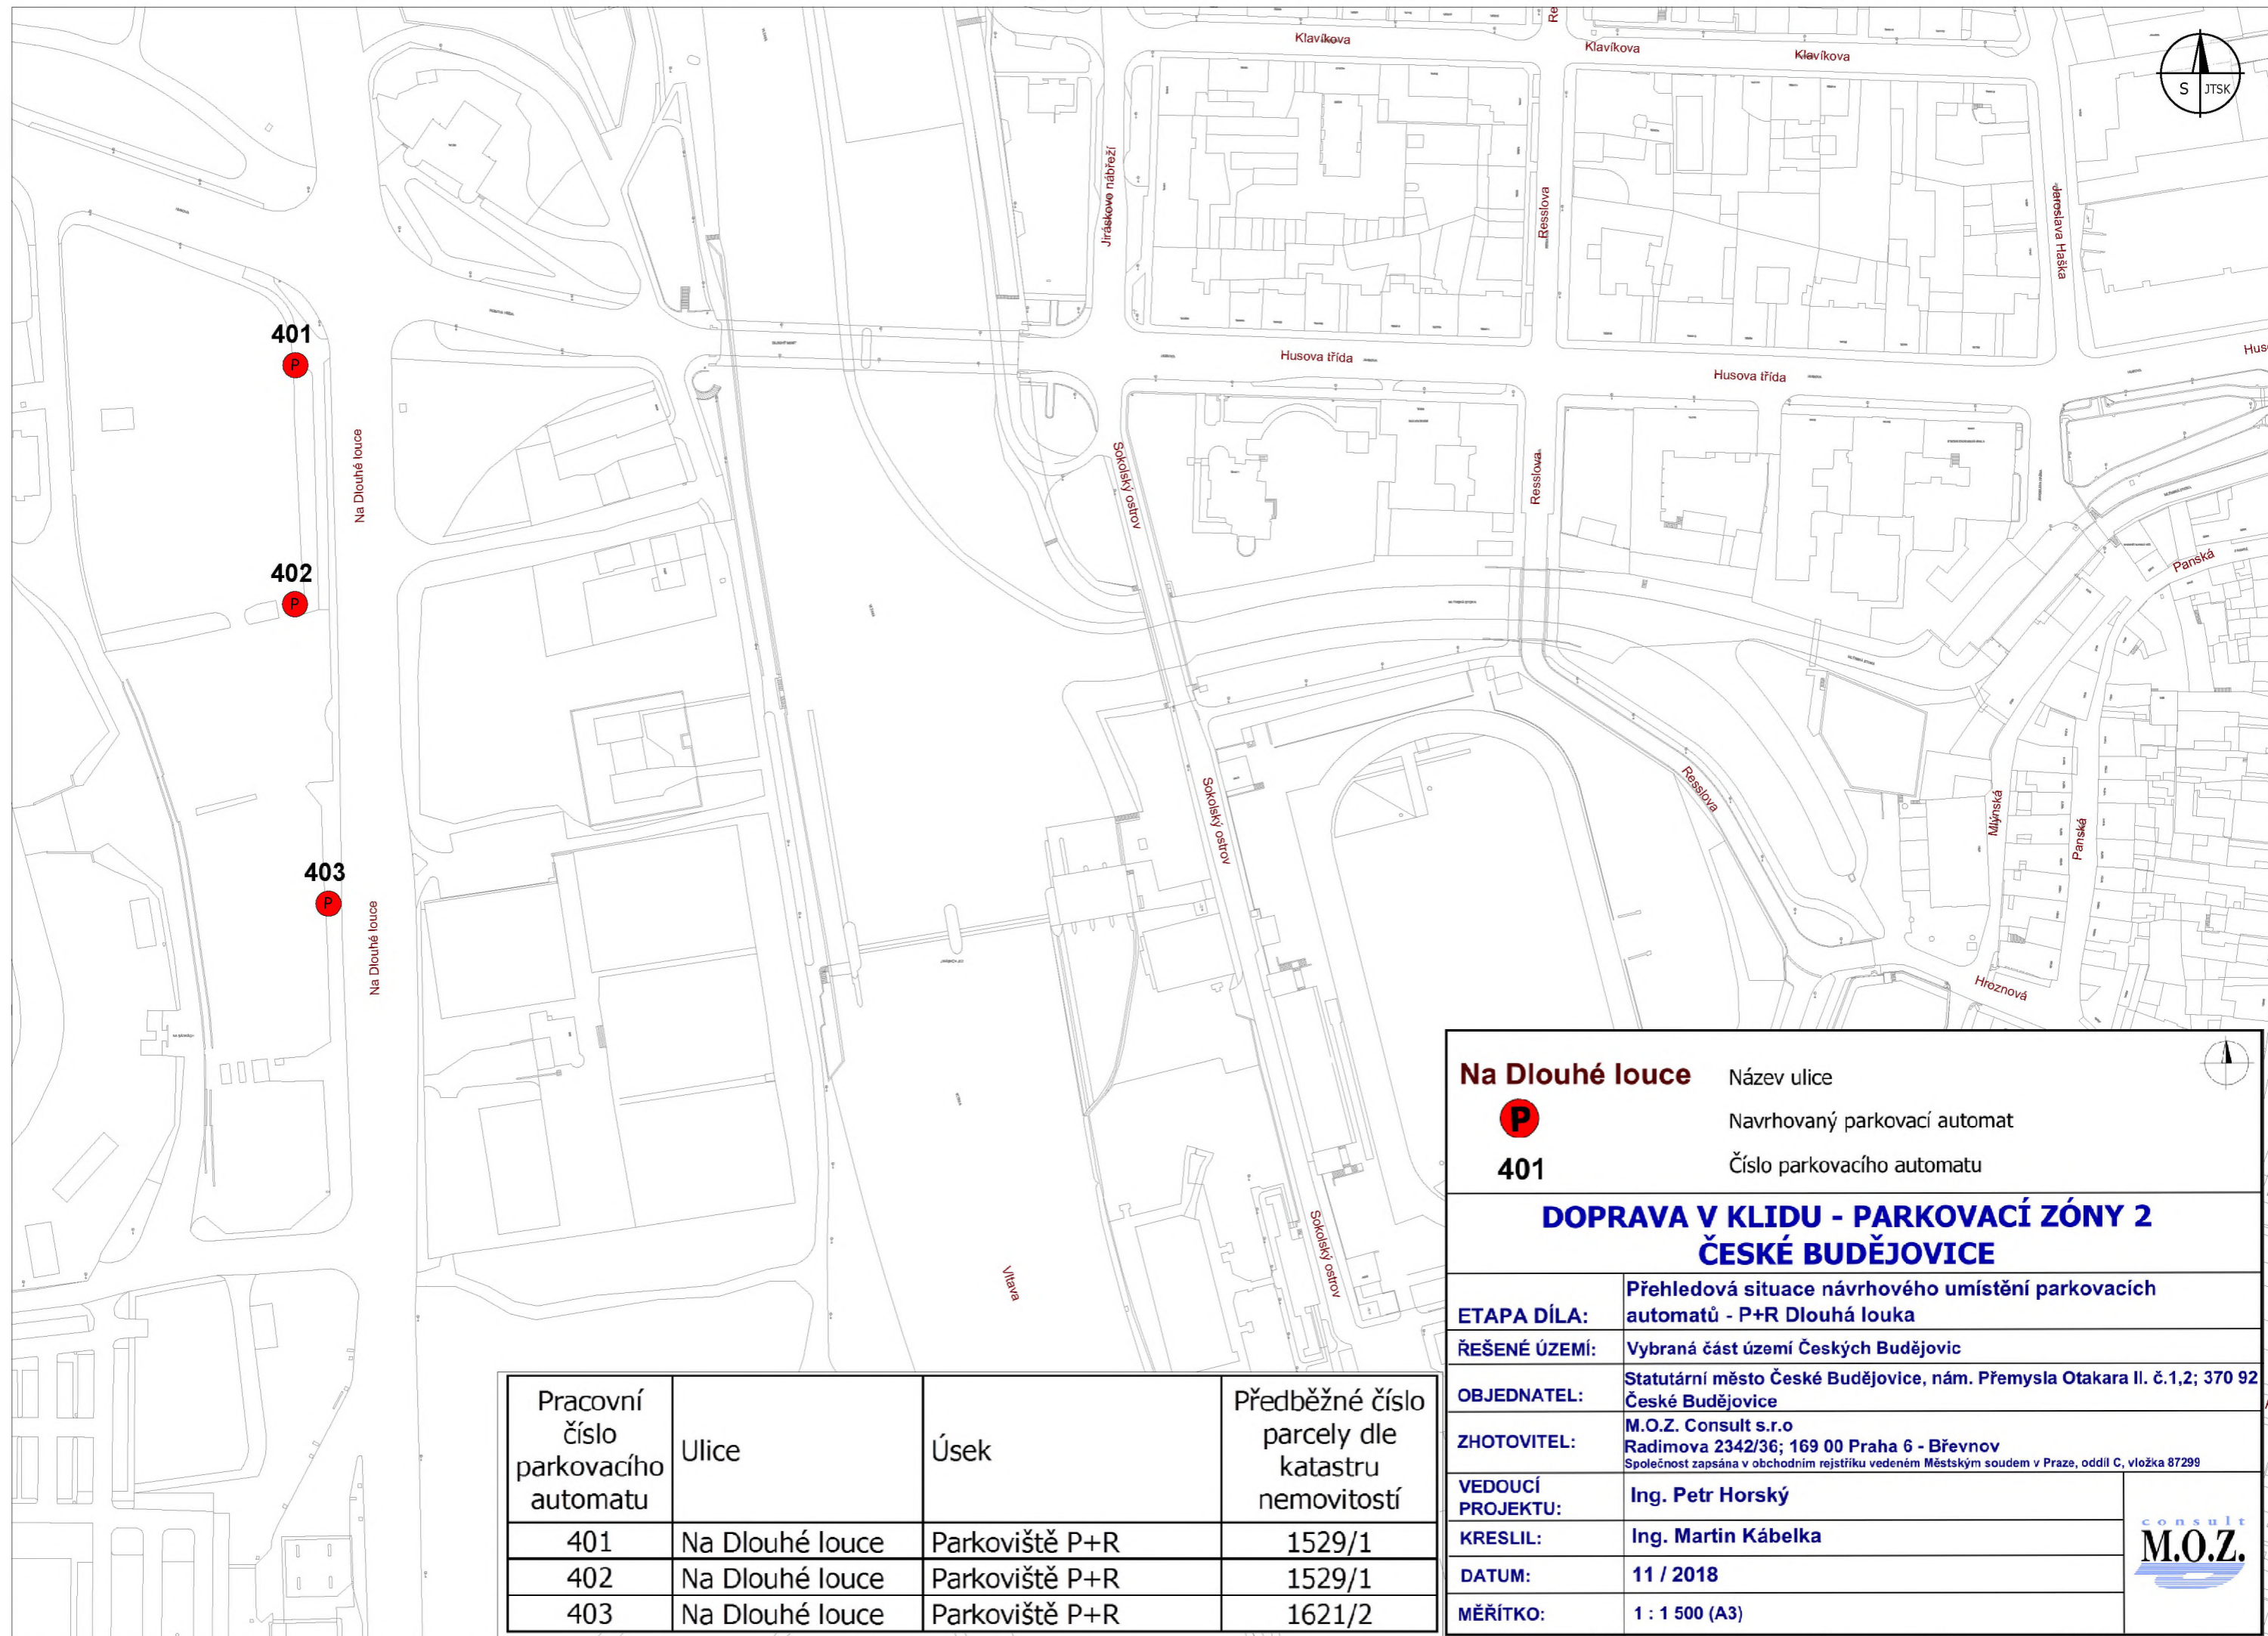 Klavíkova
Klavíkova
Klavíkova
Re
S JTSK
Jiráskovo nábřeží
Resslova
Jaroslava Haška
401
P
Husova třída
Husova třída
Hus
Na Dlouhé louce
Sokolský ostrov
Resslova
Panská
402
P
Sokolský ostrov
Resslova
Mlýnská
Panská
403
P
Na Dlouhé louce
Hroznová
Vltava
Sokolský ostrov
Na Dlouhé louce Název ulice
P Navrhovaný parkovací automat
401 Číslo parkovacího automatu
DOPRAVA V KLIDU - PARKOVACÍ ZÓNY 2
ČESKÉ BUDĚJOVICE
ETAPA DÍLA: Přehledová situace návrhového umístění parkovacích
automatů - P+R Dlouhá louka
ŘEŠENÉ ÚZEMÍ: Vybraná část území Českých Budějovic
OBJEDNATEL: Statutární město České Budějovice, nám. Přemysla Otakara II. č.1,2; 370 92
České Budějovice
ZHOTOVITEL: M.O.Z. Consult s.r.o
Radimova 2342/36; 169 00 Praha 6 - Břevnov
Společnost zapsána v obchodním rejstříku vedeném Městským soudem v Praze, oddíl C, vložka 87299
VEDOUCÍ
PROJEKTU: Ing. Petr Horský
KRESLIL: Ing. Martin Kábelka
DATUM: 11 / 2018
MĚŘÍTKO: 1 : 1 500 (A3)
consult
M.O.Z.
Pracovní
číslo
parkovacího
automatu
Ulice
Úsek
Předběžné číslo
parcely dle
katastru
nemovitostí
401 Na Dlouhé louce Parkoviště P+R 1529/1
402 Na Dlouhé louce Parkoviště P+R 1529/1
403 Na Dlouhé louce Parkoviště P+R 1621/2